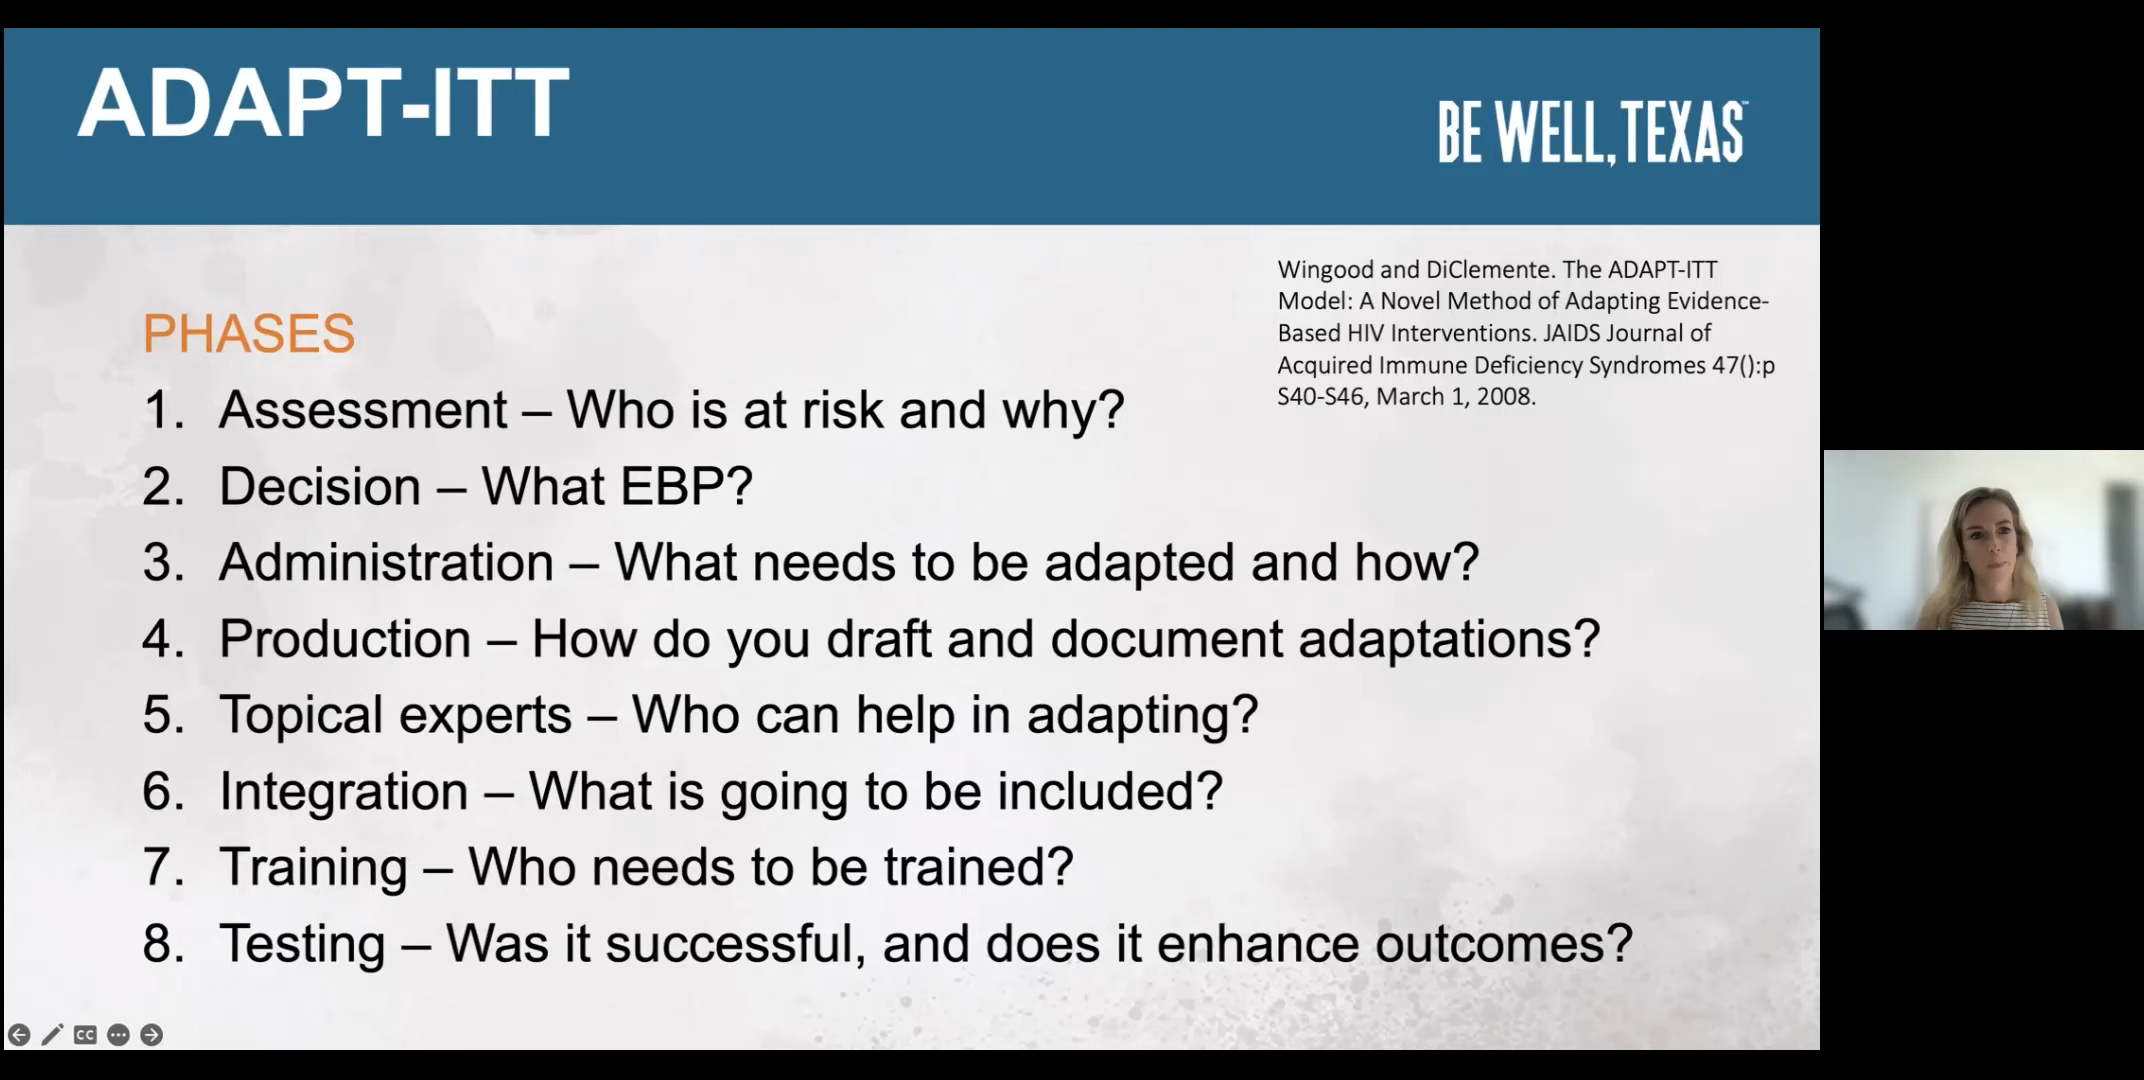 ADAPT-ITT
BE WELL, TEXAS™
Wingood and DiClemente. The ADAPT-ITT
Model: A Novel Method of Adapting Evidence-
Based HIV Interventions. JAIDS Journal of
Acquired Immune Deficiency Syndromes 47():p
S40-S46, March 1, 2008.
PHASES
1. Assessment – Who is at risk and why?
2. Decision – What EBP?
3. Administration – What needs to be adapted and how?
4. Production – How do you draft and document adaptations?
5. Topical experts – Who can help in adapting?
6. Integration – What is going to be included?
7. Training – Who needs to be trained?
8. Testing – Was it successful, and does it enhance outcomes?
CC